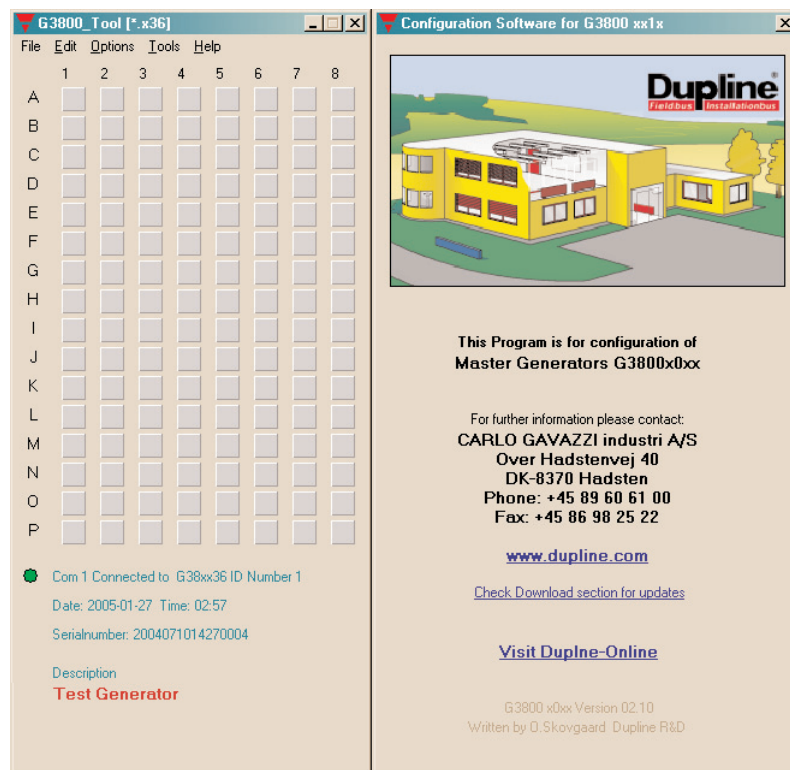 G3800_Tool [*.x36]
File Edit Options Tools Help
1 2 3 4 5 6 7 8
A
B
C
D
E
F
G
H
I
J
K
L
M
N
O
P
Com 1 Connected to G38xx36 ID Number 1
Date: 2005-01-27 Time: 02:57
Serialnumber: 2004071014270004
Description
Test Generator
Configuration Software for G3800 xx1x
Dupline
Fieldbus Installationbus
This Program is for configuration of
Master Generators G3800x0xx
For further information please contact:
CARLO GAVAZZI industri A/S
Over Hadstenvej 40
DK-8370 Hadsten
Phone: +45 89 60 61 00
Fax: +45 86 98 25 22
www.dupline.com
Check Download section for updates
Visit Duplne-Online
G3800 x0xx Version 02.10
Written by O.Skovgaard Dupline R&D